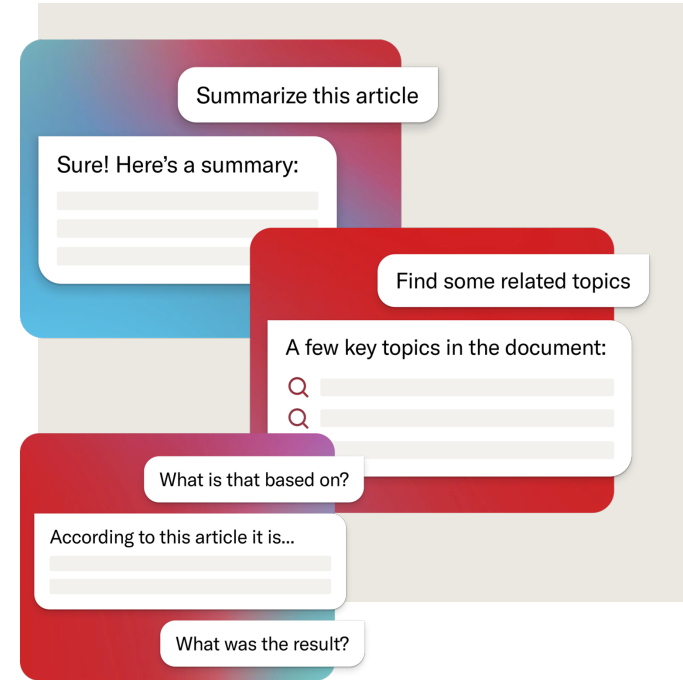 Summarize this article
Sure! Here’s a summary:
Find some related topics
A few key topics in the document:
What is that based on?
According to this article it is...
What was the result?